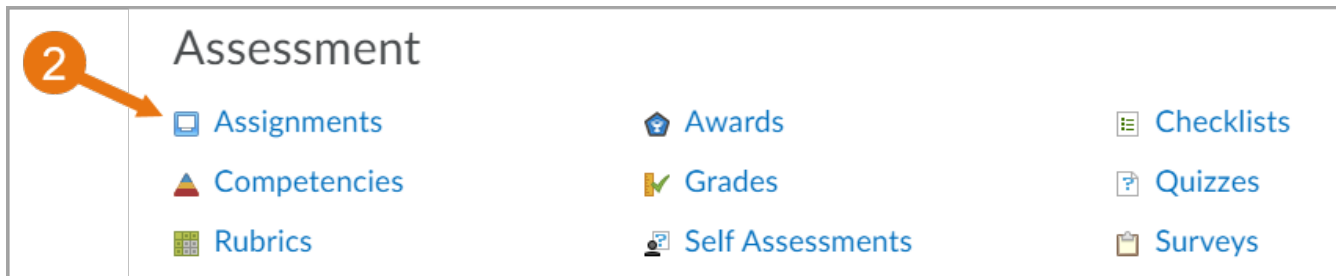 Assessment
2
Assignments Awards Checklists
Competencies Grades Quizzes
Rubrics Self Assessments Surveys